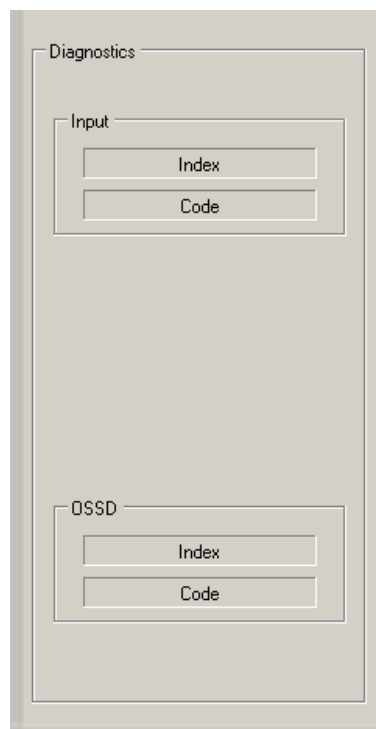 Diagnostics
Input
Index
Code
OSSD
Index
Code